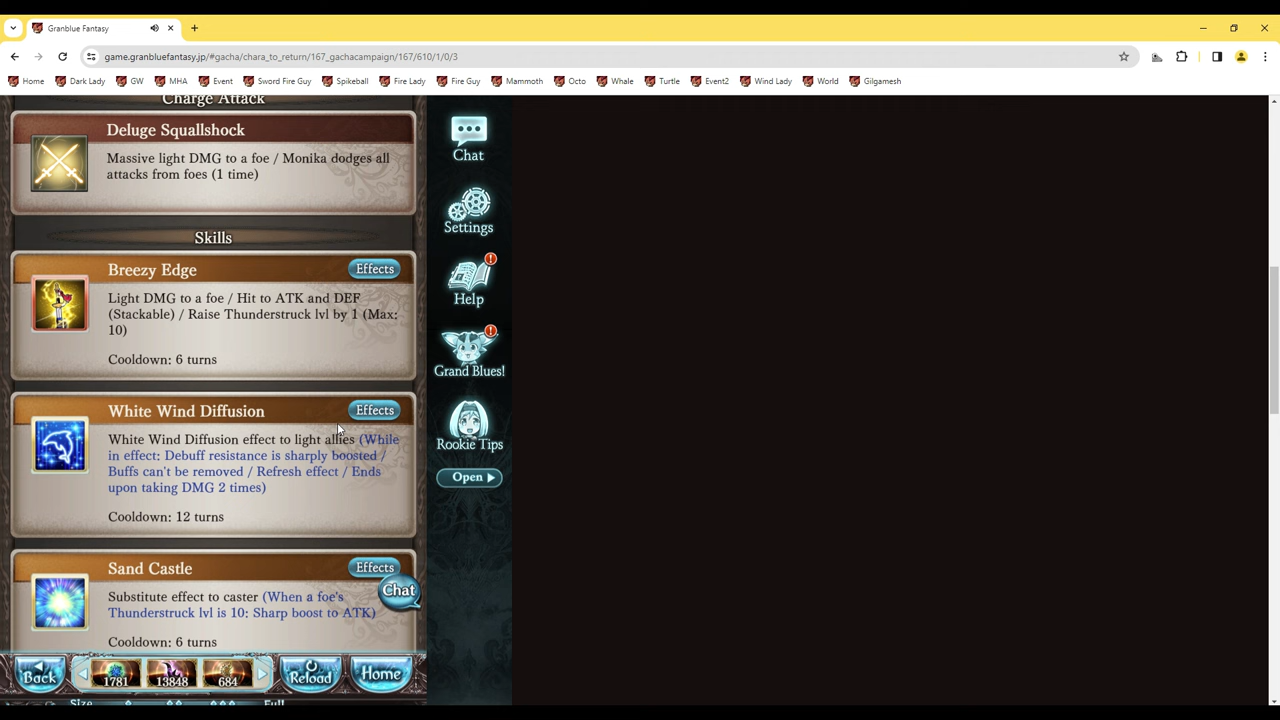 Granblue Fantasy
game.granbluefantasy.jp/#gacha/chara_to_return/167_gachacampaign/167/610/1/0/3
Home Dark Lady GW MHA Event Sword Fire Guy Spikeball Fire Lady Fire Guy Mammoth Octo Whale Turtle Event2 Wind Lady World Gilgamesh
Charge Attack
Deluge Squallshock
Massive light DMG to a foe / Monika dodges all
attacks from foes (1 time)
Skills
Breezy Edge
Effects
Light DMG to a foe / Hit to ATK and DEF
(Stackable) / Raise Thunderstruck lvl by 1 (Max:
10)
Cooldown: 6 turns
White Wind Diffusion
Effects
White Wind Diffusion effect to light allies (While
in effect: Debuff resistance is sharply boosted /
Buffs can't be removed / Refresh effect / Ends
upon taking DMG 2 times)
Cooldown: 12 turns
Sand Castle
Effects
Substitute effect to caster (When a foe's
Thunderstruck lvl is 10: Sharp boost to ATK)
Cooldown: 6 turns
Chat
Back
1781
13848
684
Reload
Home
Size
Full
Chat
Settings
Help
Grand Blues!
Rookie Tips
Open